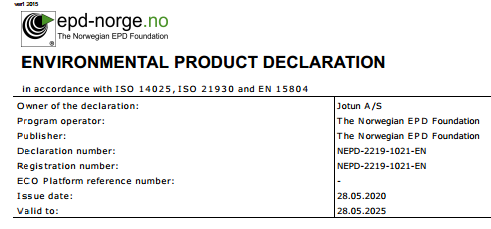 ver1 2015
epd-norge.no
The Norwegian EPD Foundation
ENVIRONMENTAL PRODUCT DECLARATION
in accordance with ISO 14025, ISO 21930 and EN 15804
Owner of the declaration: Jotun A/S
Program operator: The Norwegian EPD Foundation
Publisher: The Norwegian EPD Foundation
Declaration number: NEPD-2219-1021-EN
Registration number: NEPD-2219-1021-EN
ECO Platform reference number: -
Issue date: 28.05.2020
Valid to: 28.05.2025